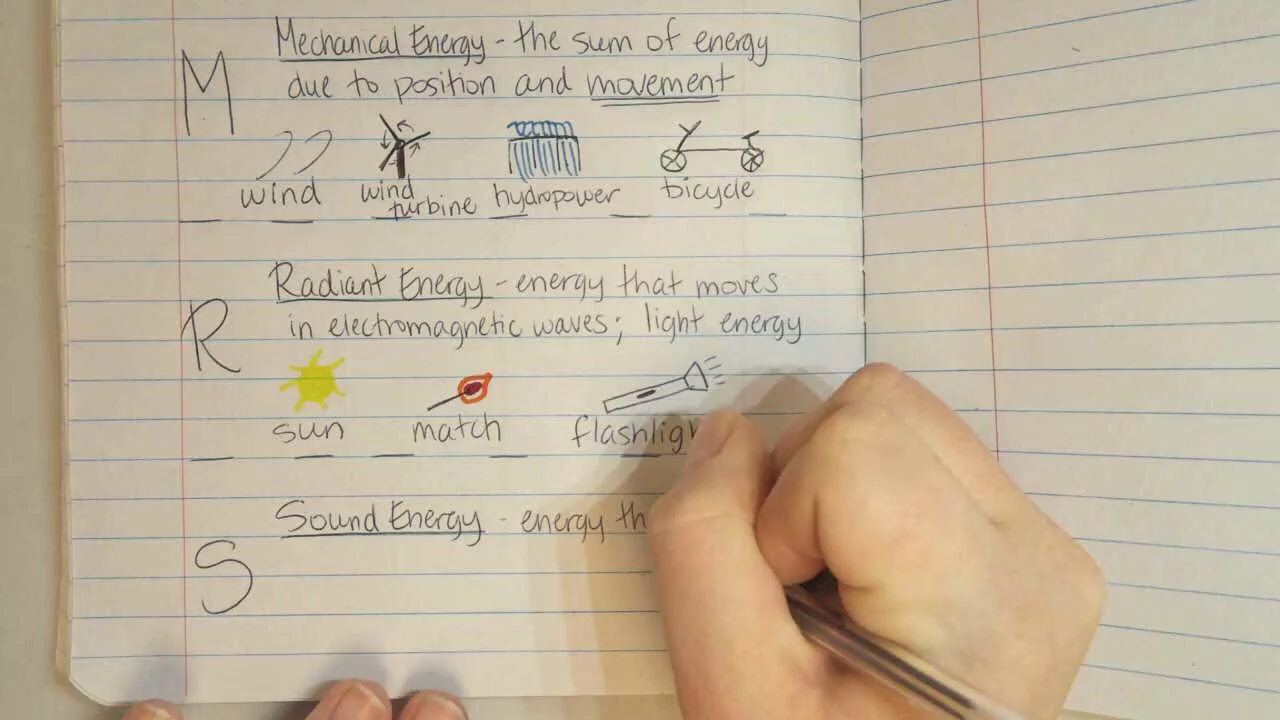 M
Mechanical Energy - the sum of energy
due to position and movement
wind
wind
turbine
hydropower
bicycle
R
Radiant Energy - energy that moves
in electromagnetic waves; light energy
sun
match
S
Sound Energy - energy